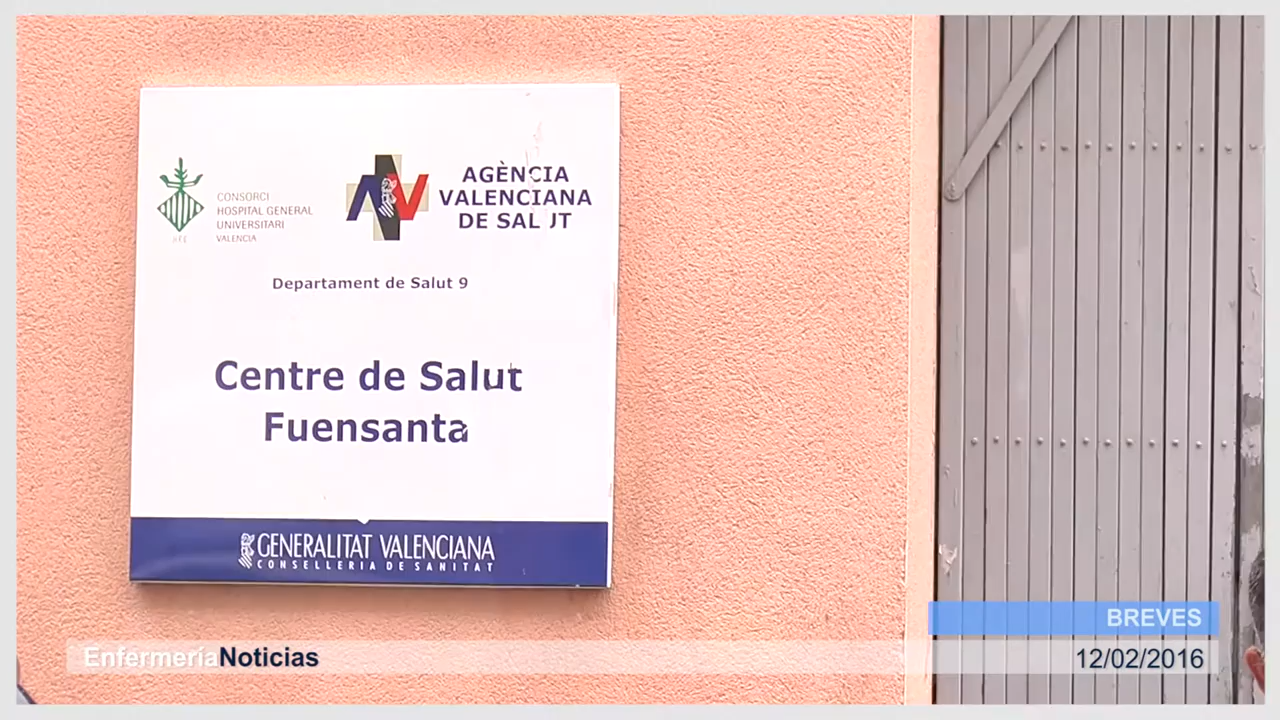 CONSORCI
HOSPITAL GENERAL
UNIVERSITARI
VALENCIA
AGÈNCIA
VALENCIANA
DE SALUT
Departament de Salut 9
Centre de Salut
Fuensanta
GENERALITAT VALENCIANA
CONSELLERIA DE SANITAT
BREVES
EnfermeríaNoticias
12/02/2016